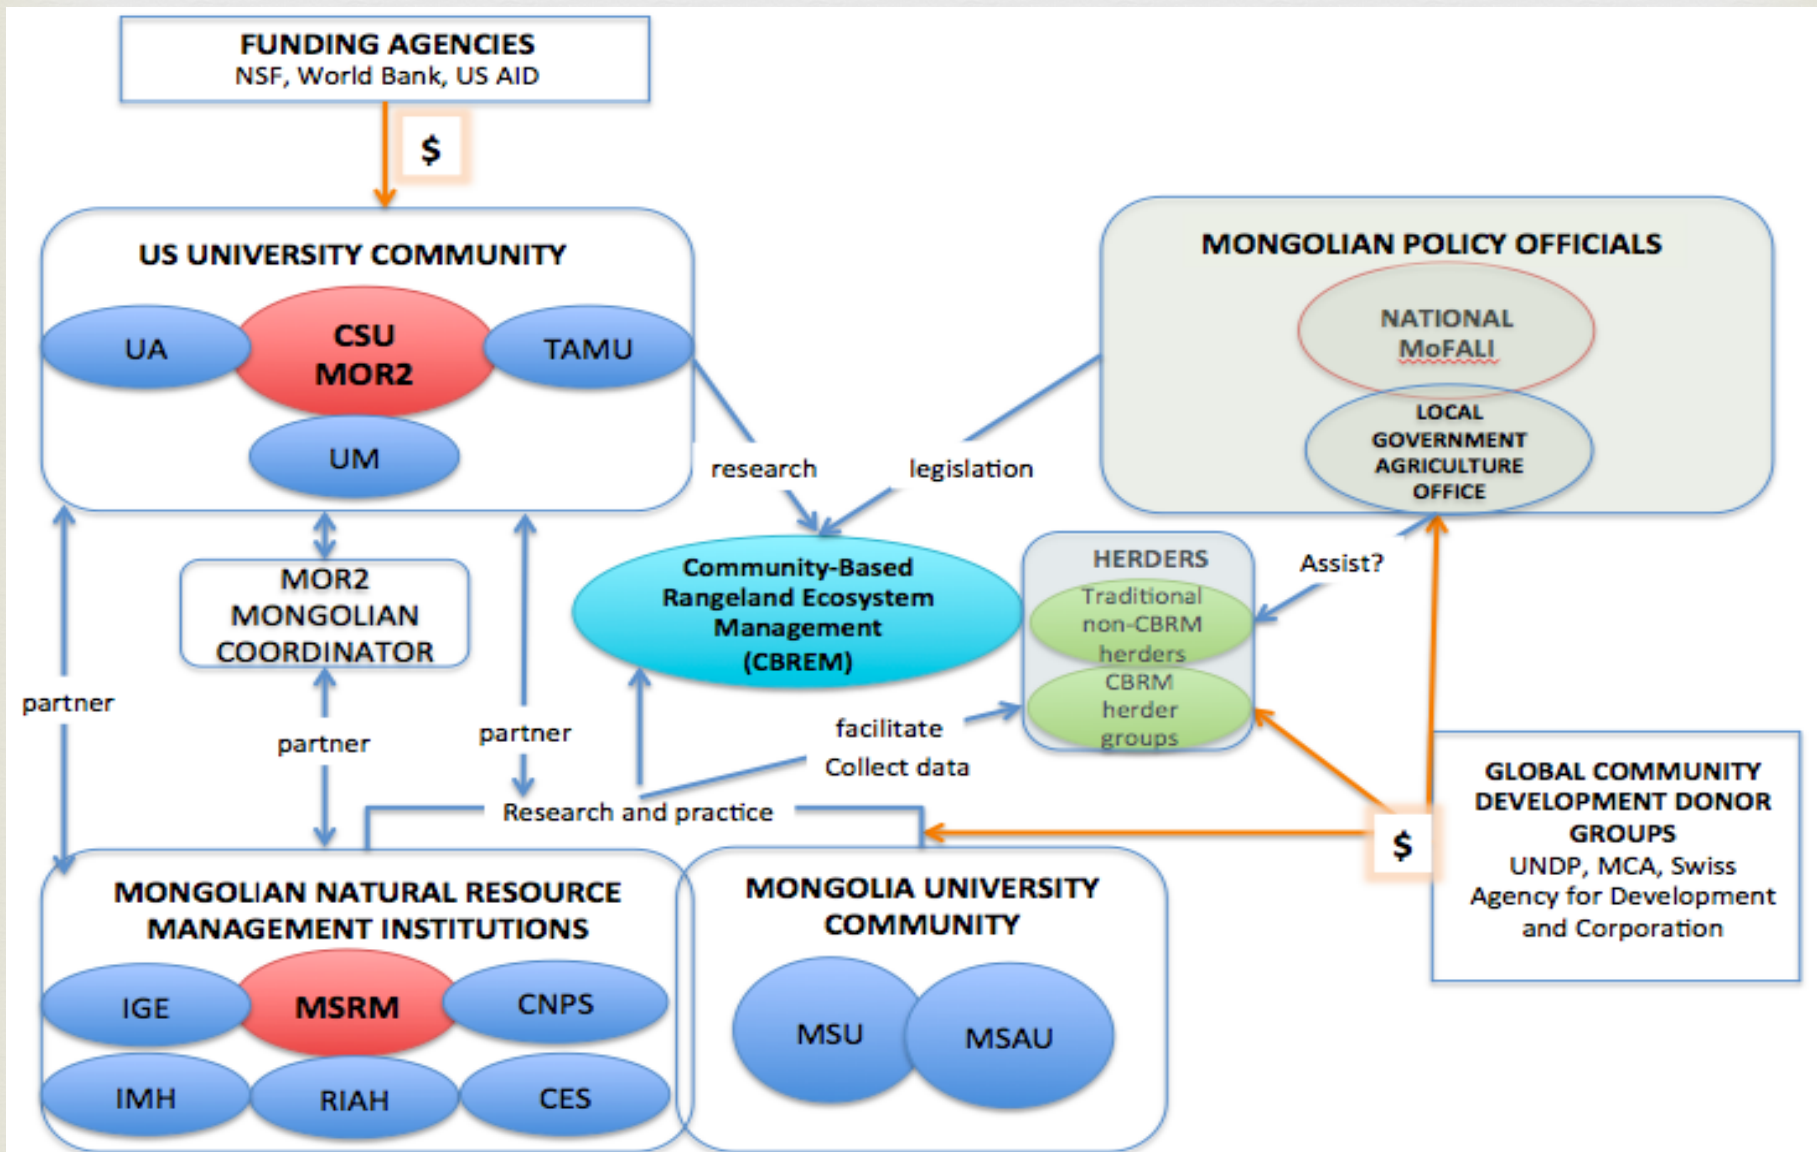 FUNDING AGENCIES
NSF, World Bank, US AID
$
US UNIVERSITY COMMUNITY
UA
CSU
MOR2
TAMU
UM
MONGOLIAN POLICY OFFICIALS
NATIONAL
MoFALI
LOCAL
GOVERNMENT
AGRICULTURE
OFFICE
research
legislation
MOR2
MONGOLIAN
COORDINATOR
Community-Based
Rangeland Ecosystem
Management
(CBREM)
HERDERS
Traditional
non-CBRM
herders
CBRM
herder
groups
Assist?
partner
partner
partner
facilitate
Collect data
Research and practice
$
GLOBAL COMMUNITY
DEVELOPMENT DONOR
GROUPS
UNDP, MCA, Swiss
Agency for Development
and Corporation
MONGOLIAN NATURAL RESOURCE
MANAGEMENT INSTITUTIONS
IGE
MSRM
CNPS
IMH
RIAH
CES
MONGOLIA UNIVERSITY
COMMUNITY
MSU
MSAU